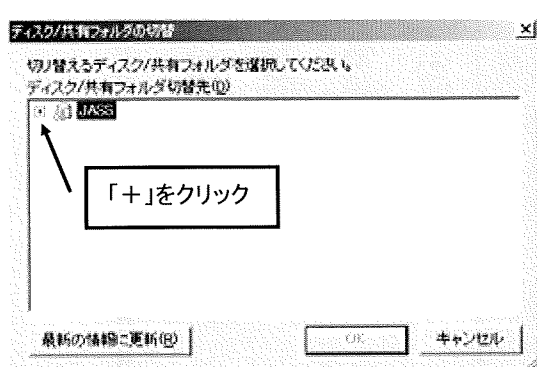 ディスク/共有フォルダの切替
切り替えるディスク/共有フォルダを選択してください。
ディスク/共有フォルダ切替先(D)
JASS
「+」をクリック
最新の情報に更新(R)
OK
キャンセル